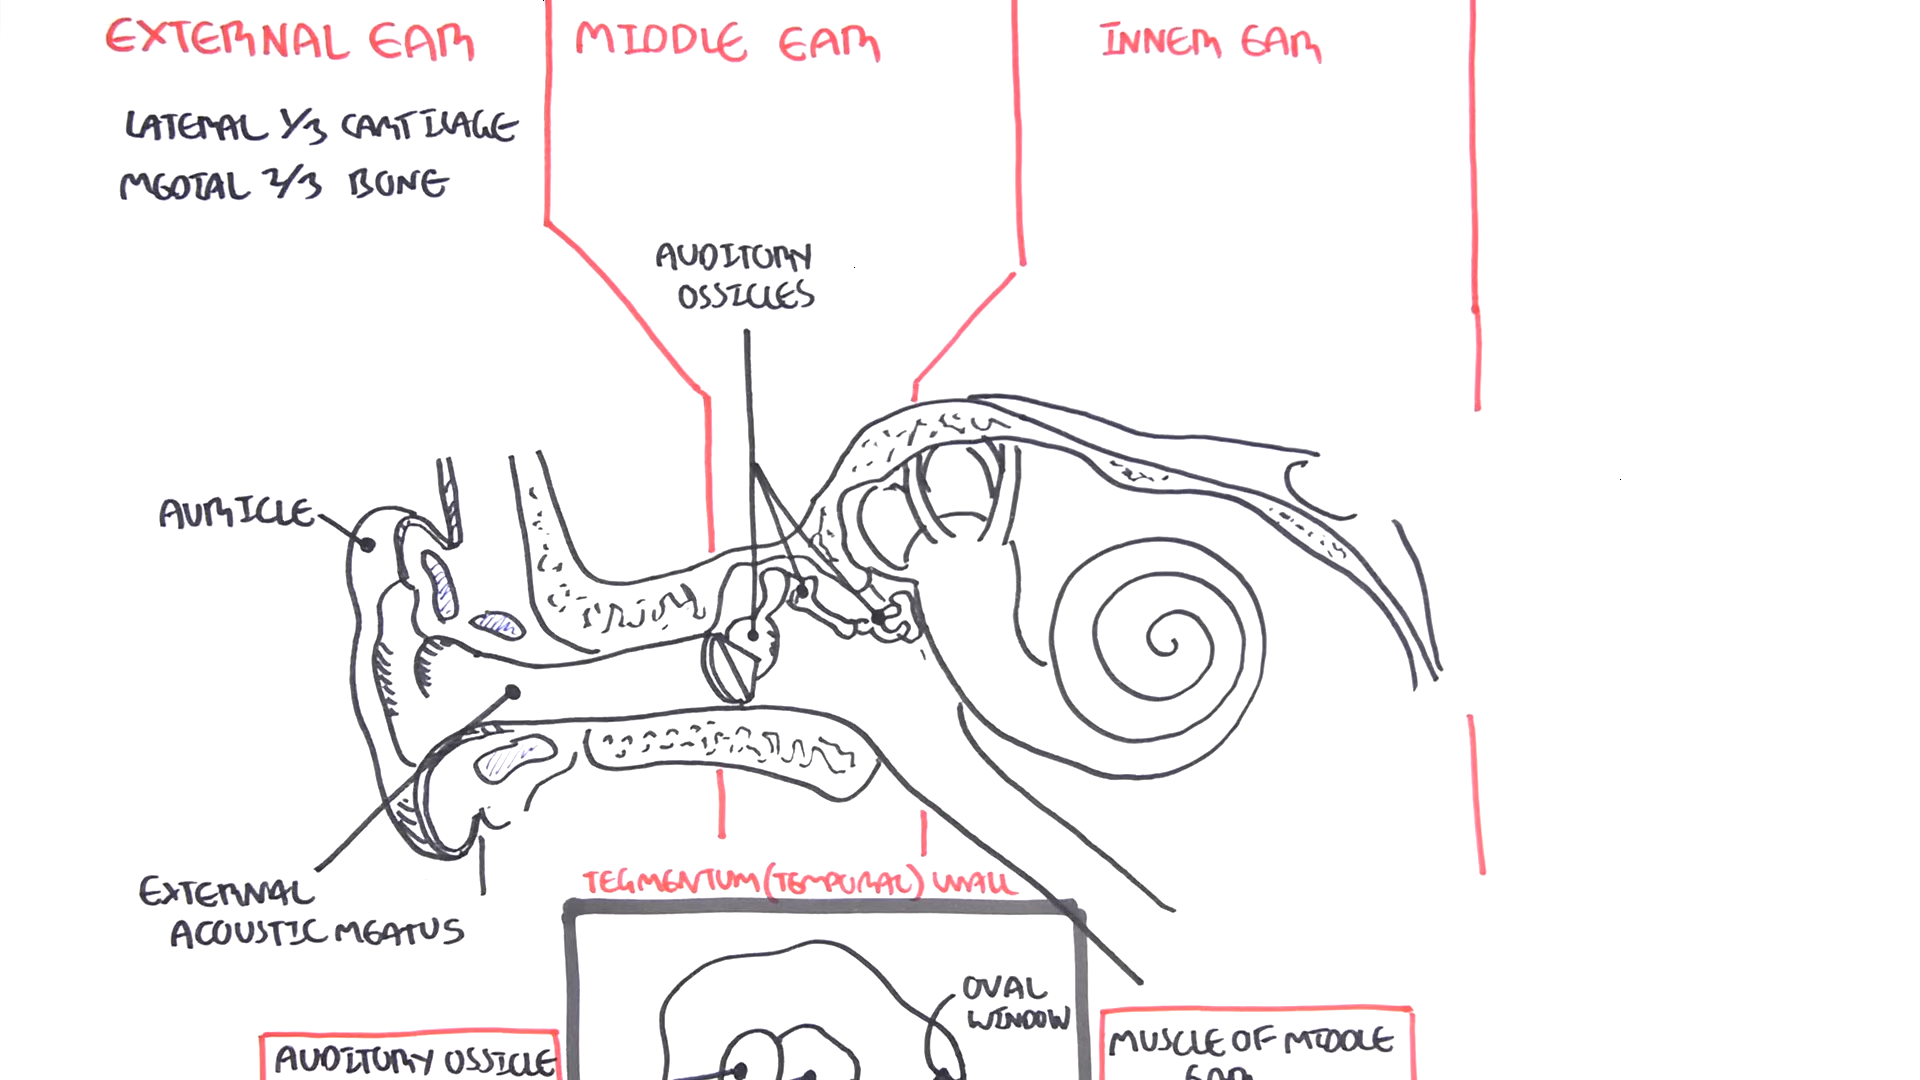 EXTERNAL EAR
MIDDLE EAR
INNER EAR
LATERAL 1/3 CARTILAGE
MEDIAL 2/3 BONE
AUDITORY
OSSICLES
AURICLE
EXTERNAL
ACOUSTIC MEATUS
TEGMENTUM (TEMPORAL) WALL
OVAL
WINDOW
AUDITORY OSSICLE
MUSCLE OF MIDDLE
EAR